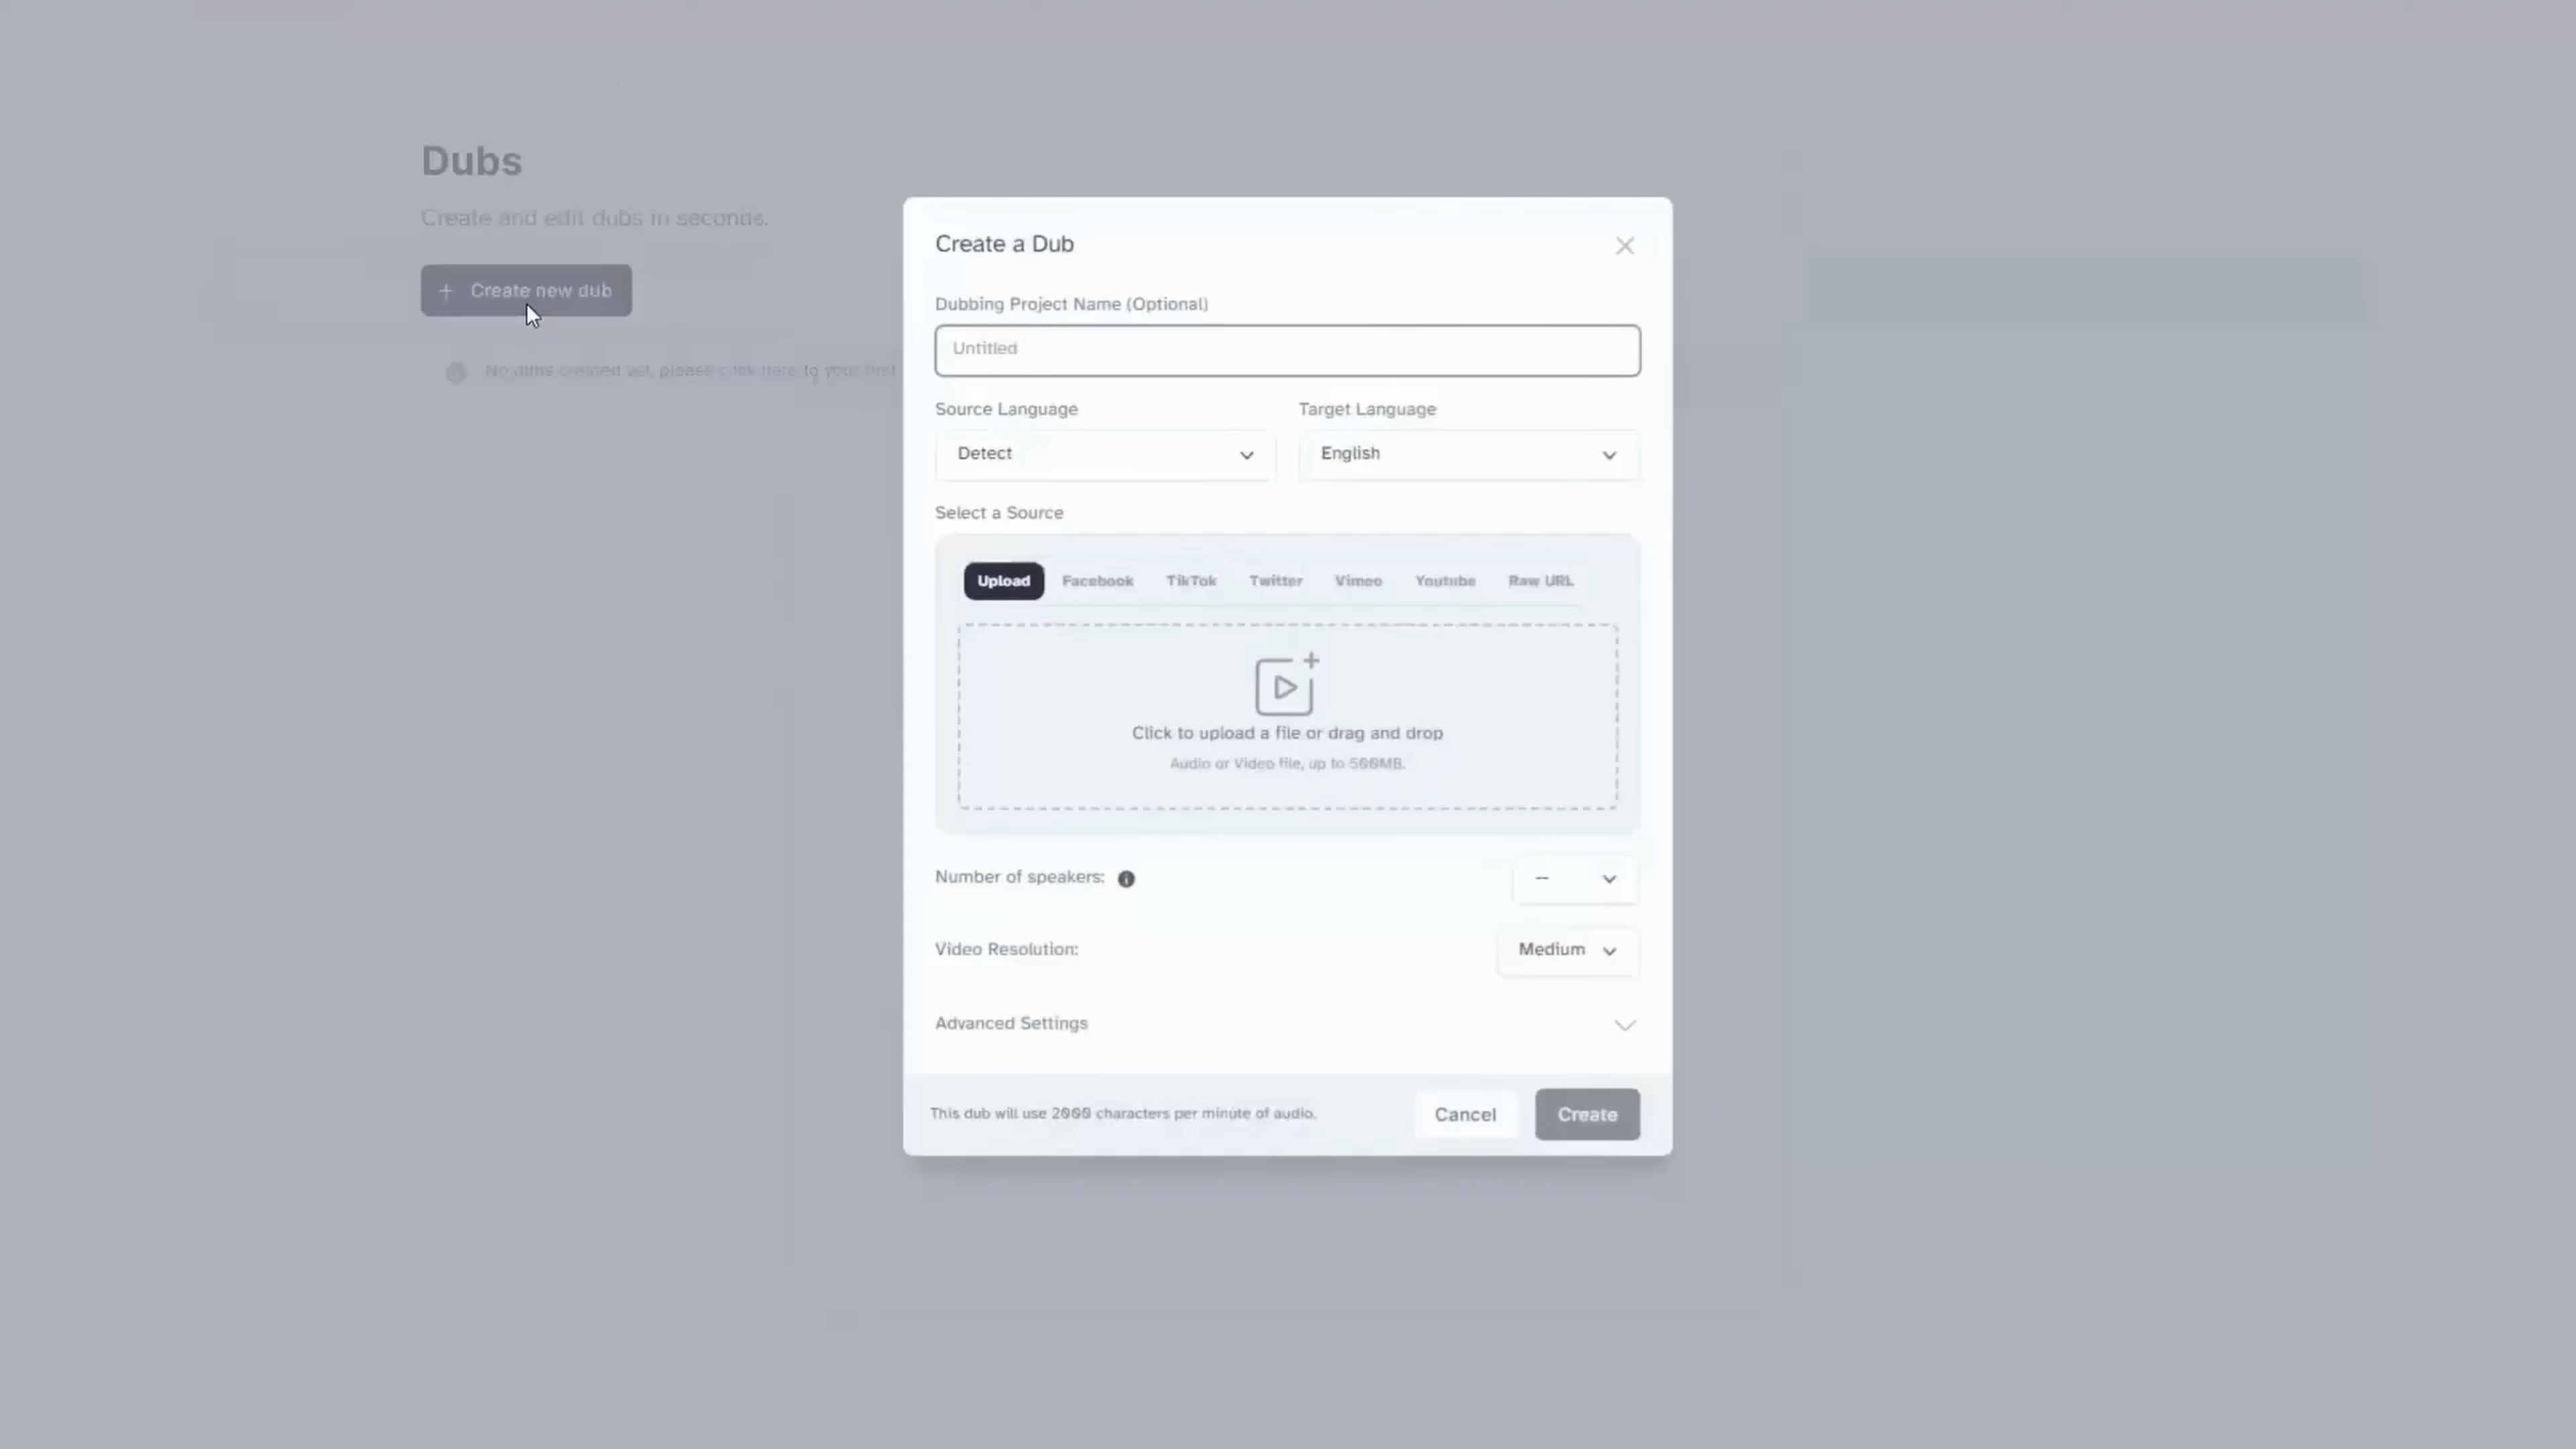 Dubs
Create and edit dubs in seconds.
+ Create new dub
No dubs created yet, please click here to your first
Create a Dub
Dubbing Project Name (Optional)
Untitled
Source Language
Target Language
Detect
English
Select a Source
Upload Facebook TikTok Twitter Vimeo Youtube Raw URL
Click to upload a file or drag and drop
Audio or Video file, up to 500MB.
Number of speakers:
--
Video Resolution:
Medium
Advanced Settings
This dub will use 2000 characters per minute of audio.
Cancel
Create